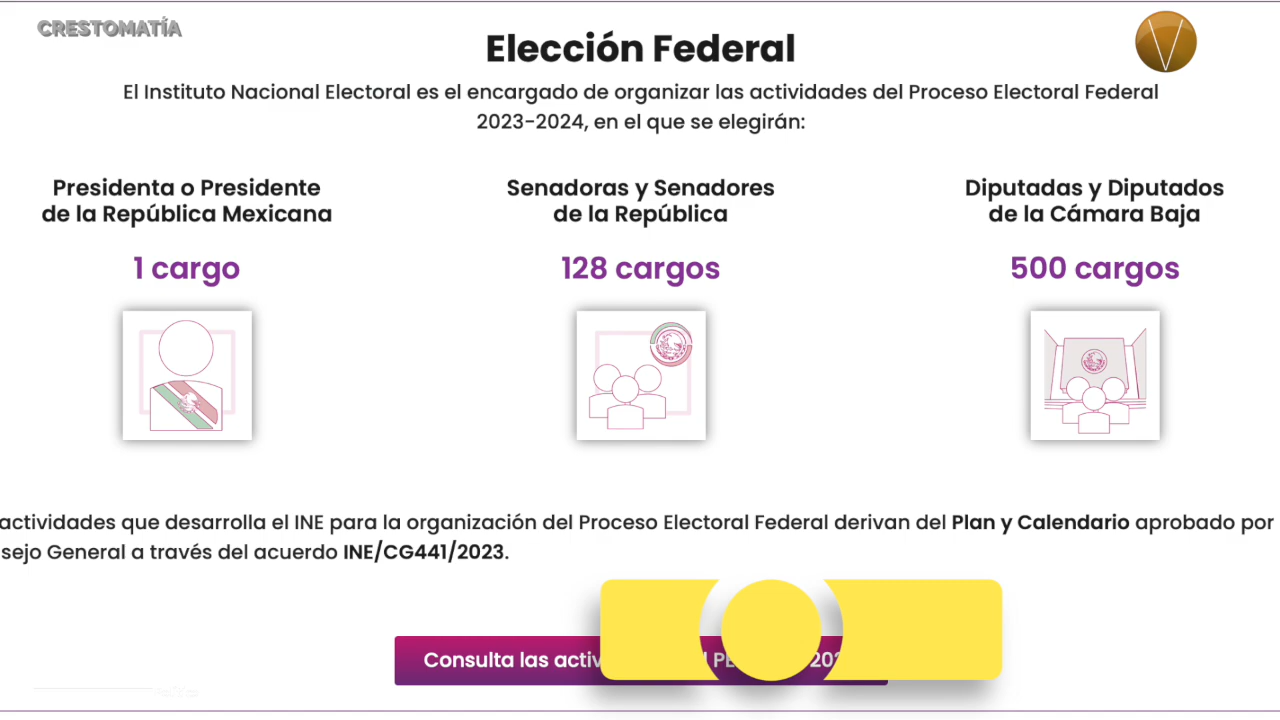 CRESTOMATÍA
Elección Federal
El Instituto Nacional Electoral es el encargado de organizar las actividades del Proceso Electoral Federal
2023-2024, en el que se elegirán:
Presidenta o Presidente
de la República Mexicana
1 cargo
Senadoras y Senadores
de la República
128 cargos
Diputadas y Diputados
de la Cámara Baja
500 cargos
actividades que desarrolla el INE para la organización del Proceso Electoral Federal derivan del Plan y Calendario aprobado por
sejo General a través del acuerdo INE/CG441/2023.
Consulta las activ